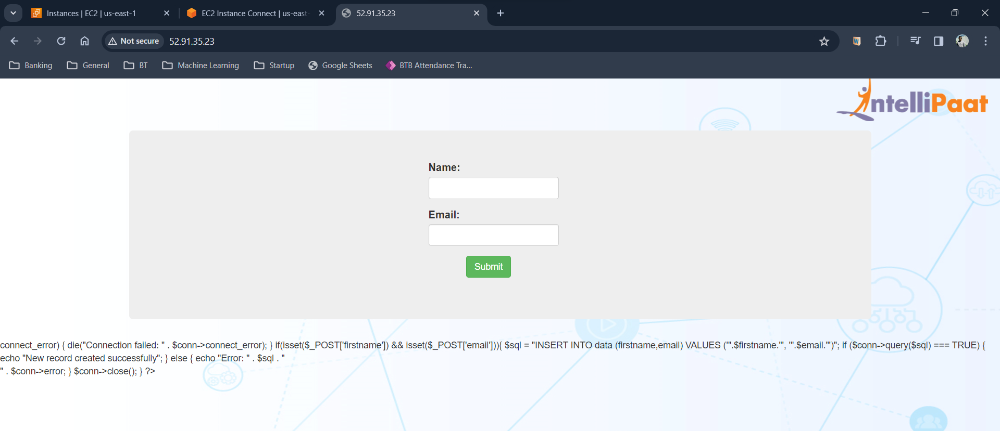 Instances | EC2 | us-east-1
EC2 Instance Connect | us-east-
52.91.35.23
Not secure
52.91.35.23
Banking
General
BT
Machine Learning
Startup
Google Sheets
BTB Attendance Tra...
IntelliPaat
Name:
Email:
Submit
connect_error) { die("Connection failed: " . $conn->connect_error); } if(isset($_POST['firstname']) && isset($_POST['email'])){ $sql = "INSERT INTO data (firstname,email) VALUES ('".$firstname."', '".$email."')"; if ($conn->query($sql) === TRUE) {
echo "New record created successfully"; } else { echo "Error: " . $sql . "
" . $conn->error; } $conn->close(); } ?>